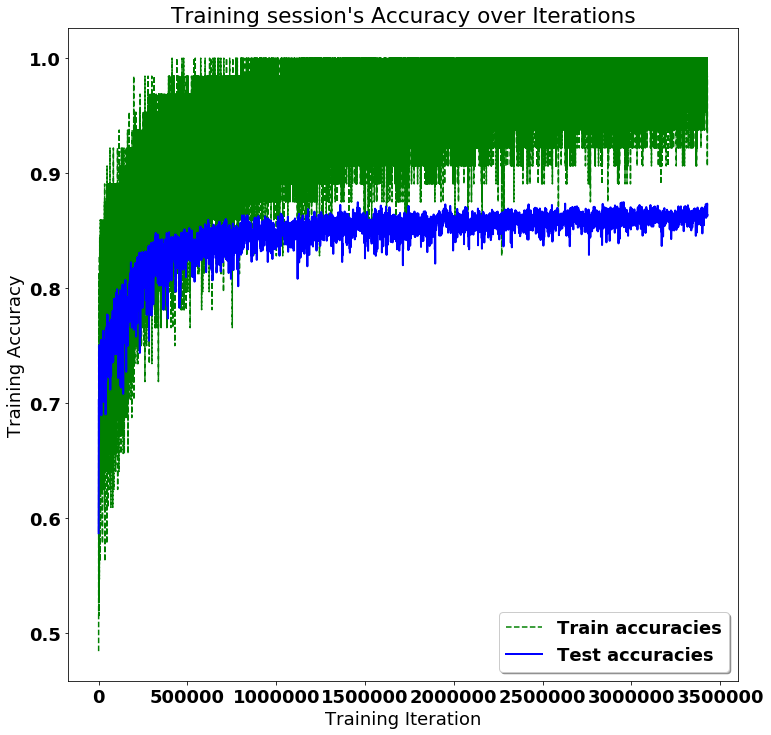 Training session's Accuracy over Iterations
Training Accuracy
1.0
0.9
0.8
0.7
0.6
0.5
Train accuracies
Test accuracies
0 500000 1000000 1500000 2000000 2500000 3000000 3500000
Training Iteration